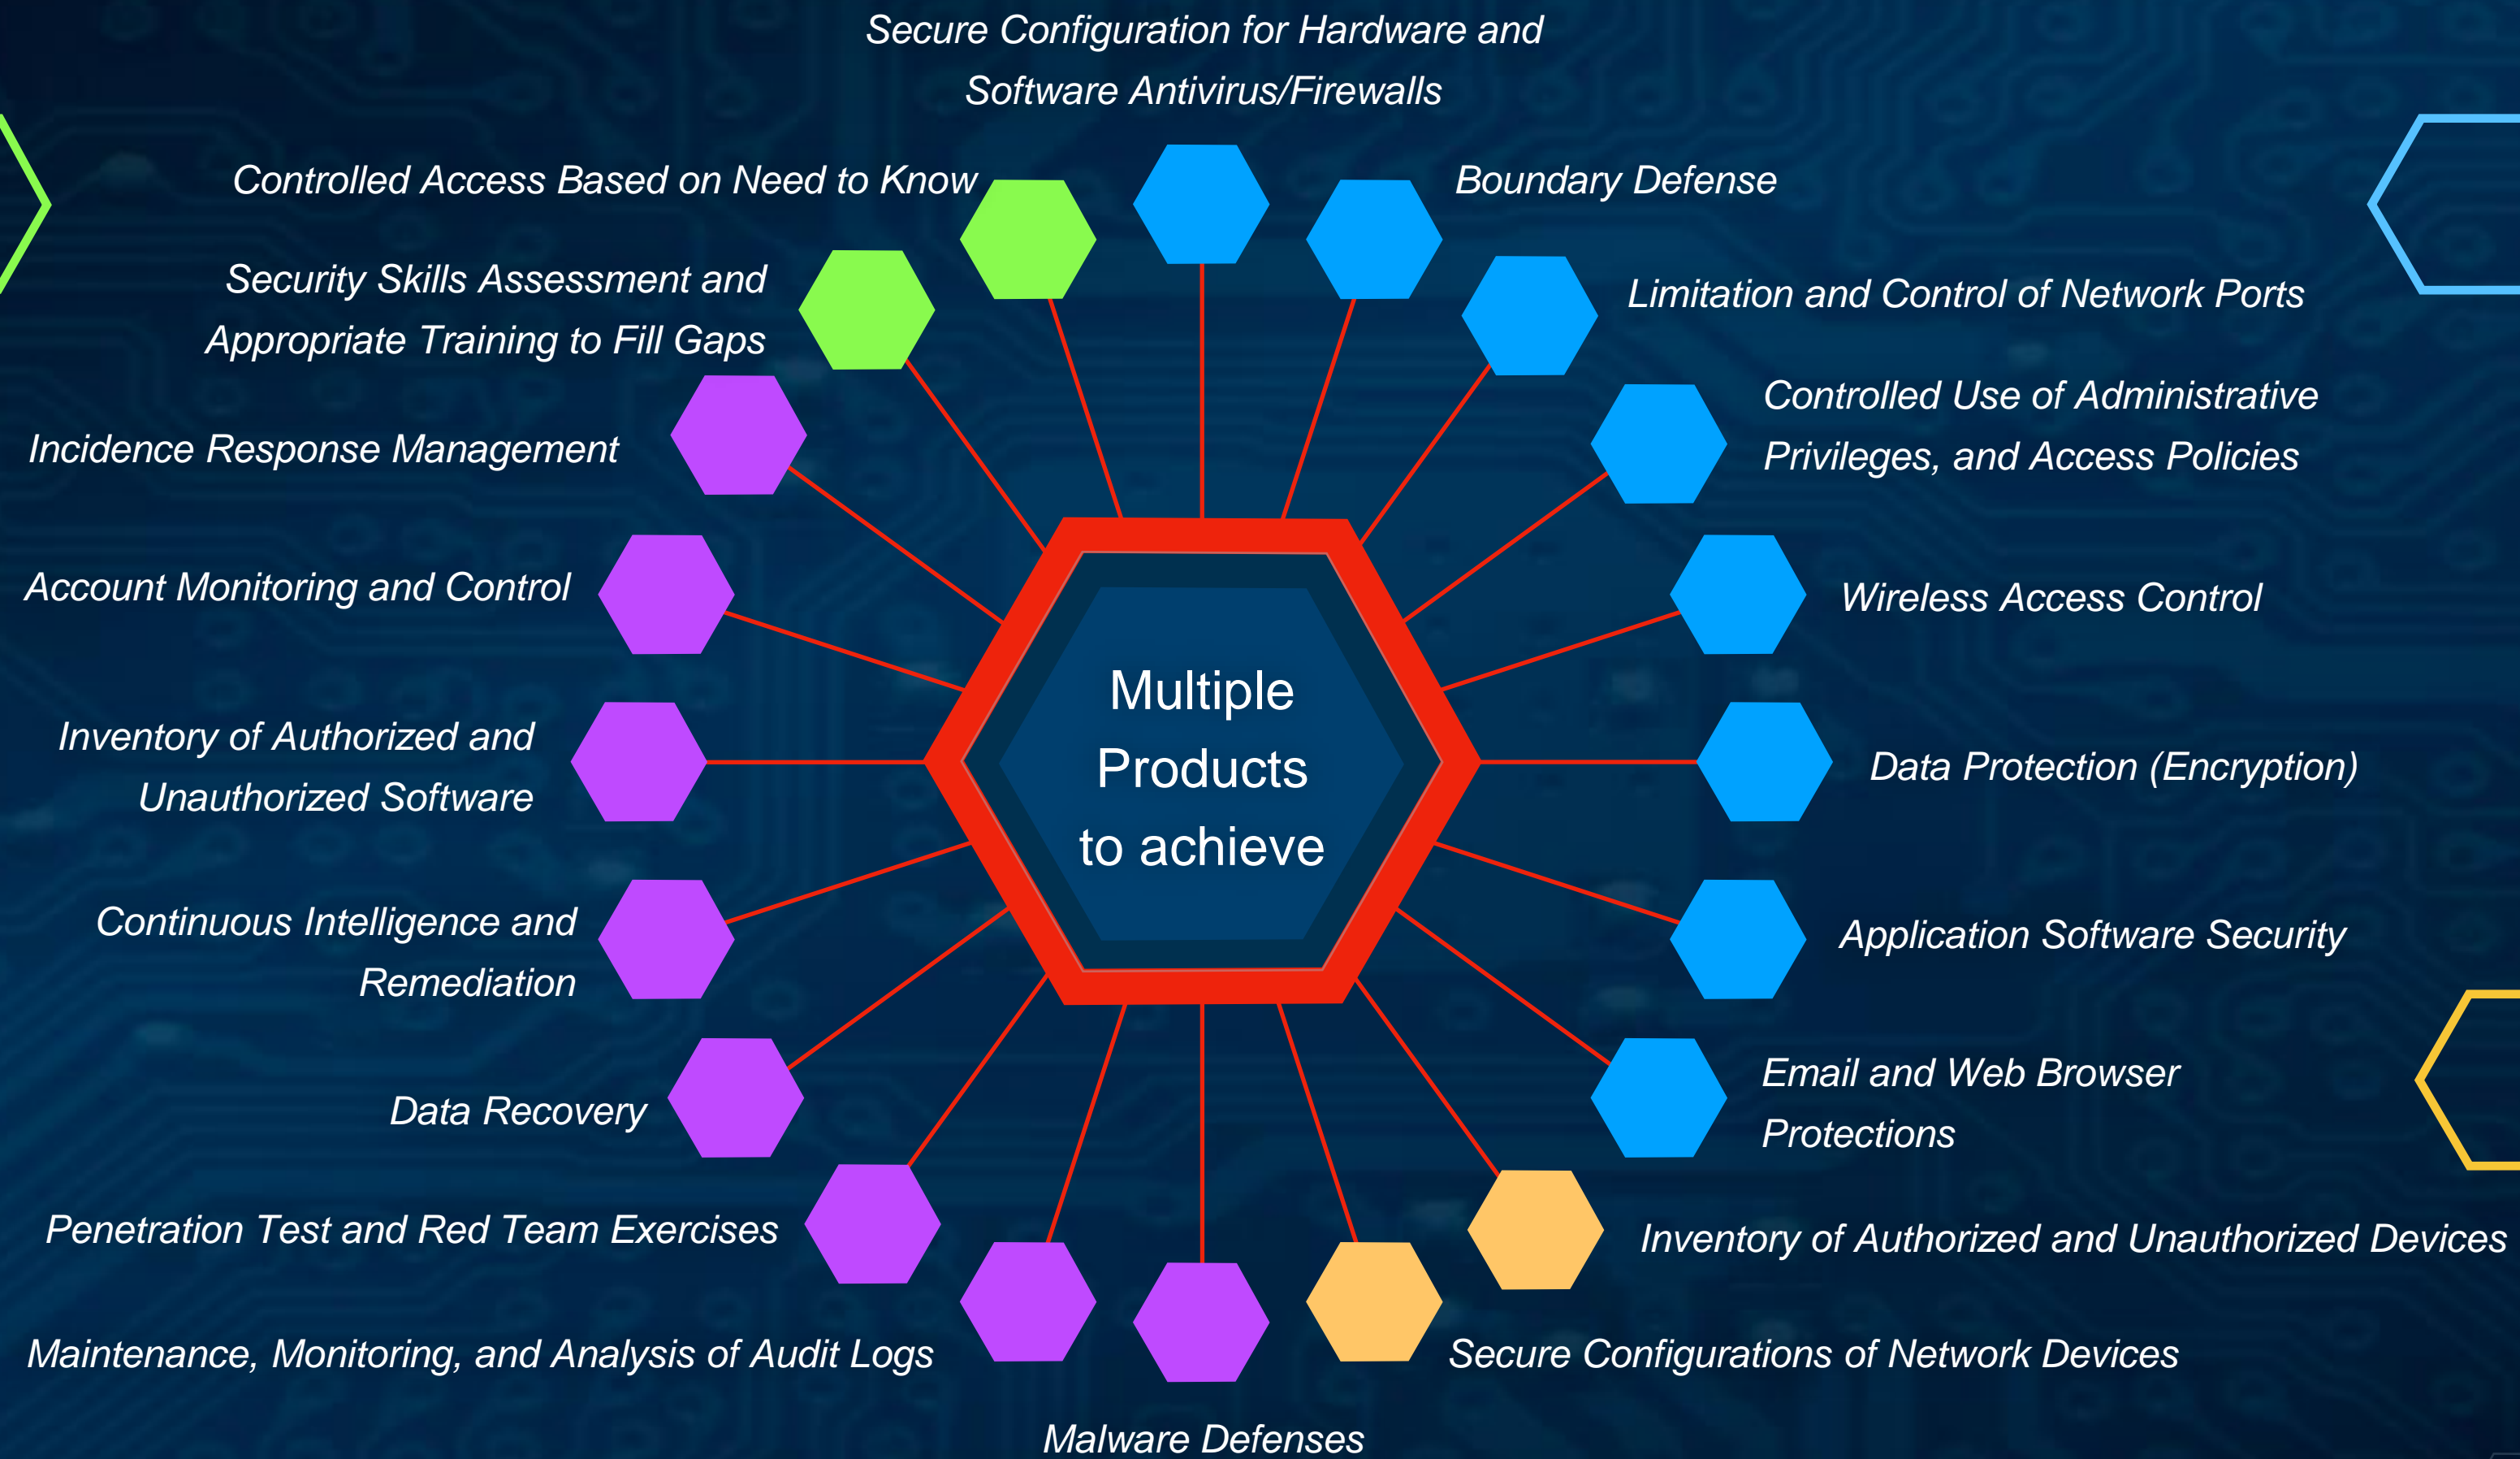 Secure Configuration for Hardware and
Software Antivirus/Firewalls
Controlled Access Based on Need to Know
Boundary Defense
Security Skills Assessment and
Appropriate Training to Fill Gaps
Limitation and Control of Network Ports
Incidence Response Management
Controlled Use of Administrative
Privileges, and Access Policies
Account Monitoring and Control
Wireless Access Control
Multiple
Products
to achieve
Inventory of Authorized and
Unauthorized Software
Data Protection (Encryption)
Continuous Intelligence and
Remediation
Application Software Security
Data Recovery
Email and Web Browser
Protections
Penetration Test and Red Team Exercises
Inventory of Authorized and Unauthorized Devices
Maintenance, Monitoring, and Analysis of Audit Logs
Secure Configurations of Network Devices
Malware Defenses